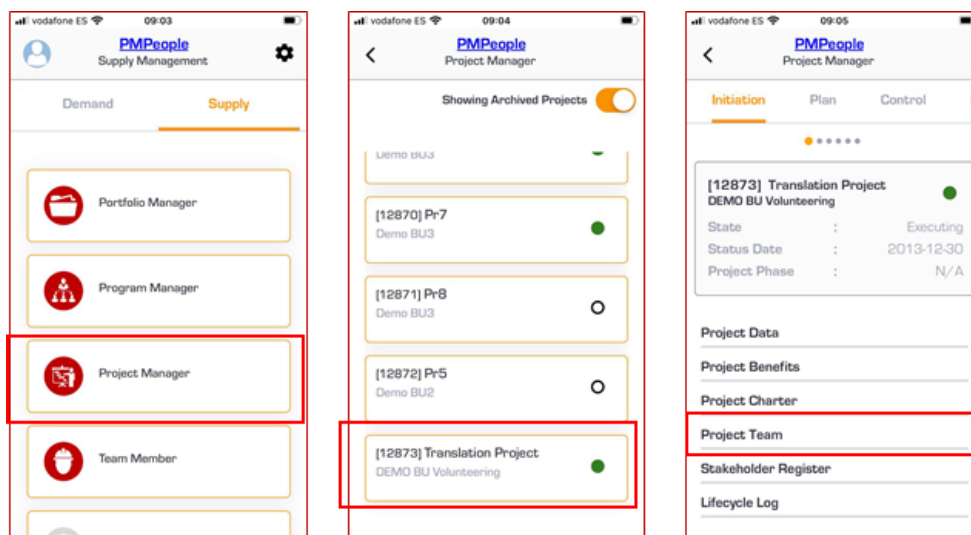 vodafone ES 09:03
PMPeople
Supply Management
Demand Supply
Portfolio Manager
Program Manager
Project Manager
Team Member
vodafone ES 09:04
PMPeople
Project Manager
Showing Archived Projects
Demo BU3
[12870] Pr7
Demo BU3
[12871] Pr8
Demo BU3
[12872] Pr5
Demo BU2
[12873] Translation Project
DEMO BU Volunteering
vodafone ES 09:05
PMPeople
Project Manager
Initiation Plan Control
[12873] Translation Project
DEMO BU Volunteering
State : Executing
Status Date : 2013-12-30
Project Phase : N/A
Project Data
Project Benefits
Project Charter
Project Team
Stakeholder Register
Lifecycle Log